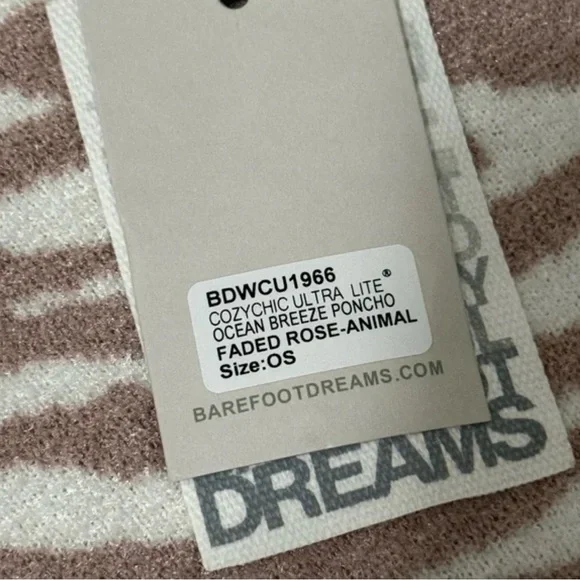 BDWCU1966
COZYCHIC ULTRA LITE®
OCEAN BREEZE PONCHO
FADED ROSE-ANIMAL
Size:OS
BAREFOOTDREAMS.COM
DREAMS